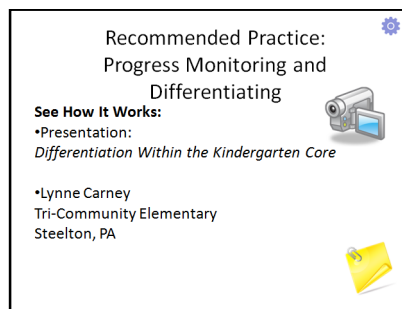 Recommended Practice:
Progress Monitoring and
Differentiating
See How It Works:
•Presentation:
Differentiation Within the Kindergarten Core
•Lynne Carney
Tri-Community Elementary
Steelton, PA